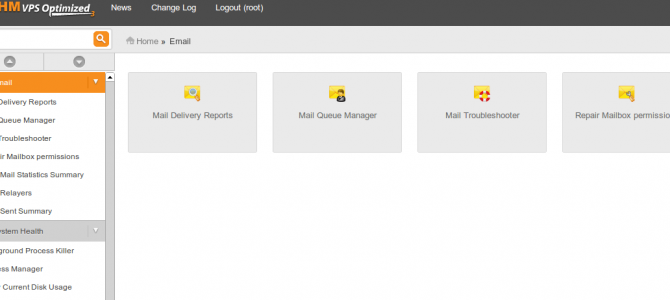 HM VPS Optimized 3 News Change Log Logout (root)
Home » Email
mail
Delivery Reports
Queue Manager
Troubleshooter
ir Mailbox permissions
Mail Statistics Summary
Relayers
Sent Summary
ystem Health
ground Process Killer
ess Manager
Current Disk Usage
Mail Delivery Reports
Mail Queue Manager
Mail Troubleshooter
Repair Mailbox permissio